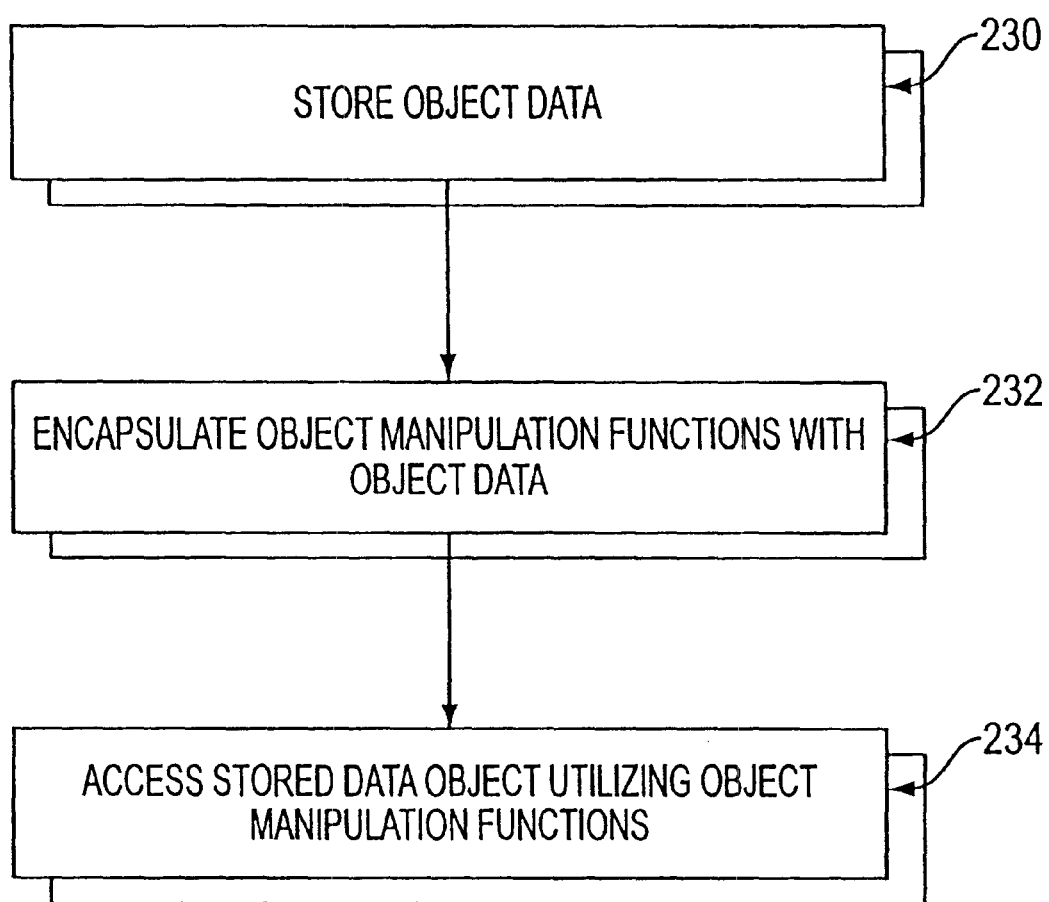 230
STORE OBJECT DATA
232
ENCAPSULATE OBJECT MANIPULATION FUNCTIONS WITH
OBJECT DATA
234
ACCESS STORED DATA OBJECT UTILIZING OBJECT
MANIPULATION FUNCTIONS